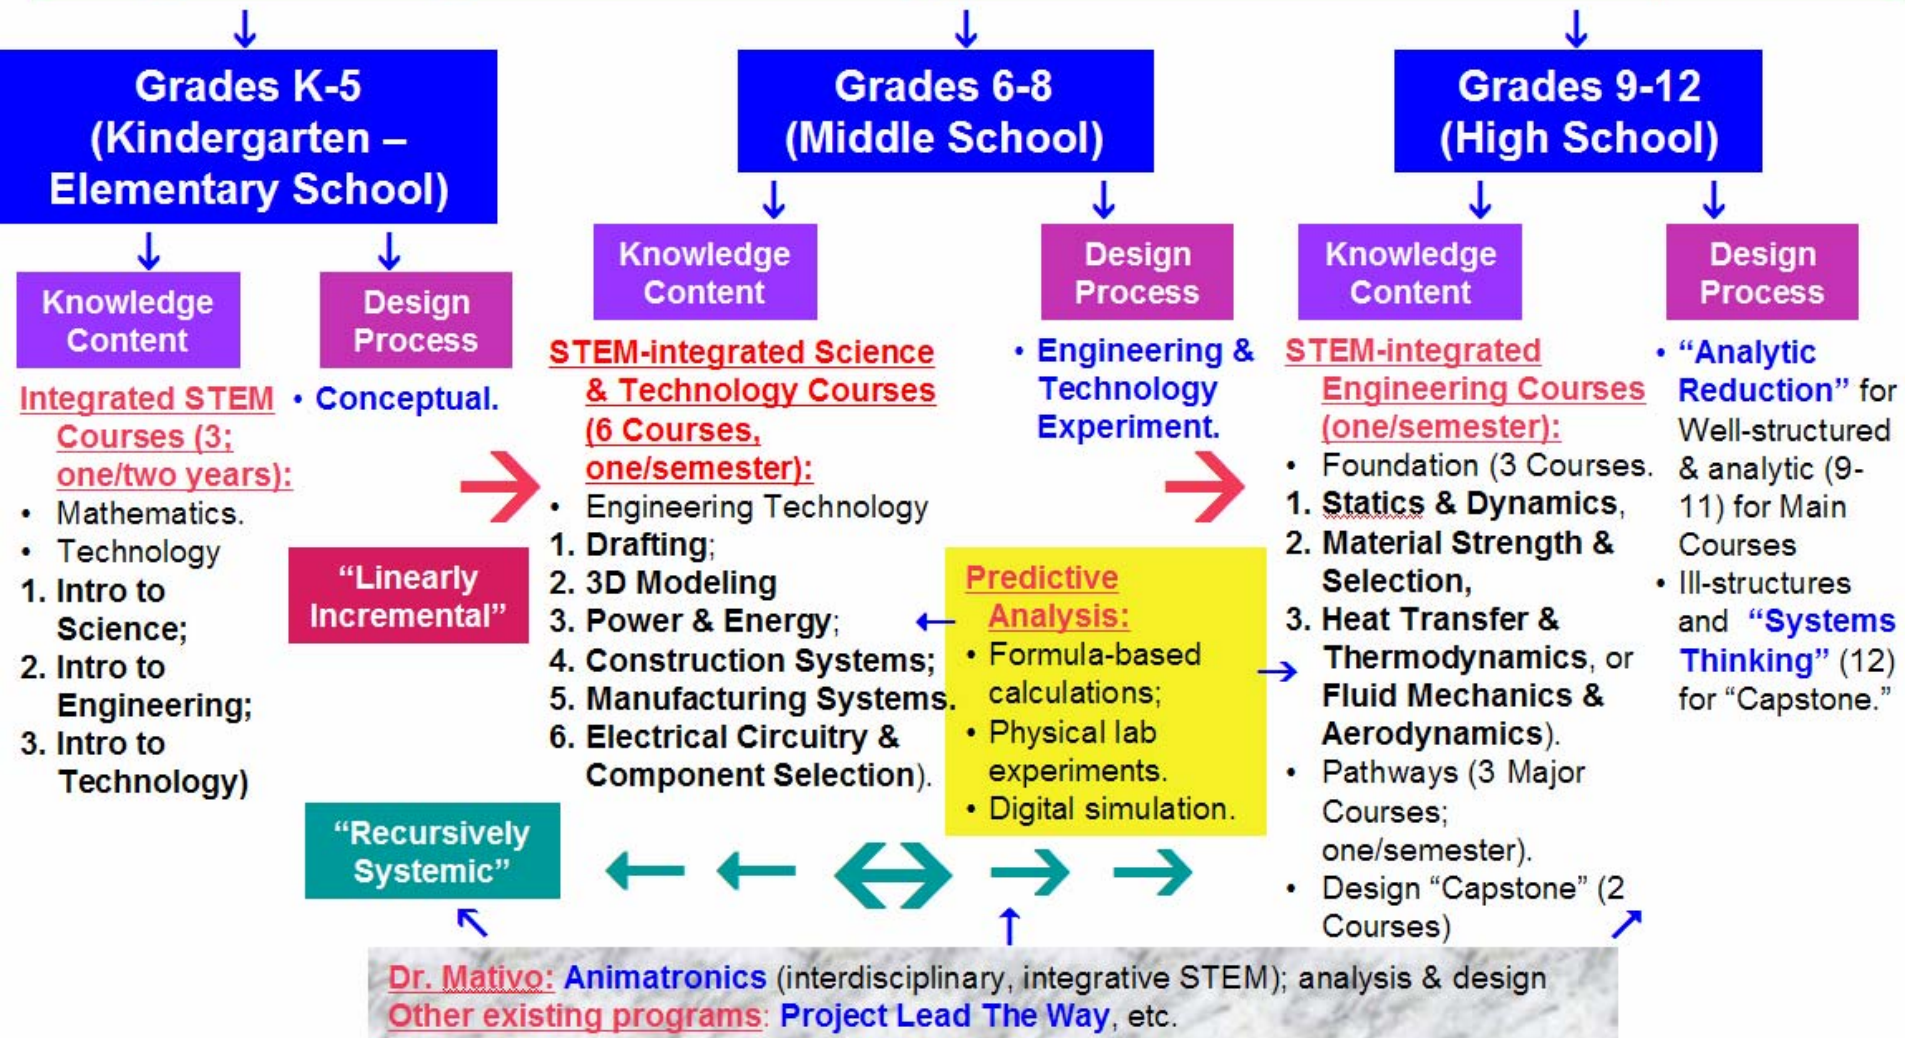 Grades K-5
(Kindergarten –
Elementary School)
Knowledge
Content
Design
Process
Integrated STEM
Courses (3;
one/two years):
• Mathematics.
• Technology
1. Intro to
Science;
2. Intro to
Engineering;
3. Intro to
Technology)
• Conceptual.
“Linearly
Incremental”
“Recursively
Systemic”
Grades 6-8
(Middle School)
Knowledge
Content
Design
Process
STEM-integrated Science
& Technology Courses
(6 Courses,
one/semester):
• Engineering Technology
1. Drafting;
2. 3D Modeling
3. Power & Energy;
4. Construction Systems;
5. Manufacturing Systems.
6. Electrical Circuitry &
Component Selection).
• Engineering &
Technology
Experiment.
Predictive
Analysis:
• Formula-based
calculations;
• Physical lab
experiments.
• Digital simulation.
Grades 9-12
(High School)
Knowledge
Content
Design
Process
STEM-integrated
Engineering Courses
(one/semester):
• Foundation (3 Courses.
1. Statics & Dynamics,
2. Material Strength &
Selection,
3. Heat Transfer &
Thermodynamics, or
Fluid Mechanics &
Aerodynamics).
• Pathways (3 Major
Courses;
one/semester).
• Design “Capstone” (2
Courses)
• “Analytic
Reduction” for
Well-structured
& analytic (9-
11) for Main
Courses
• Ill-structures
and “Systems
Thinking” (12)
for “Capstone.”
Dr. Mativo: Animatronics (interdisciplinary, integrative STEM); analysis & design
Other existing programs: Project Lead The Way, etc.